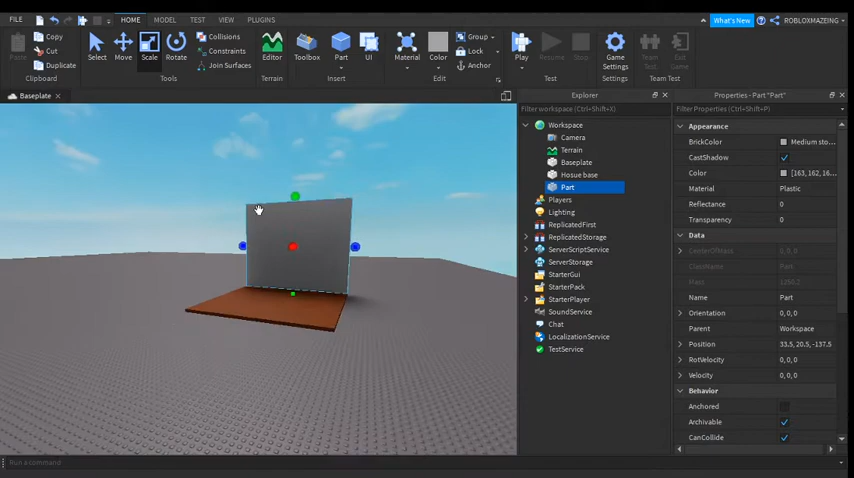 FILE
HOME MODEL TEST VIEW PLUGINS
What's New ROBLOXMAZEING
Copy
Cut
Paste Duplicate
Clipboard
Select Move Scale Rotate
Collisions
Constraints
Join Surfaces
Tools
Editor
Terrain
Toolbox Part UI
Insert
Material Color
Group
Lock
Anchor
Edit
Play Resume Stop
Test
Game
Settings
Settings
Team
Test
Exit
Game
Team Test
Baseplate
Explorer
Filter workspace (Ctrl+Shift+X)
Workspace
Camera
Terrain
Baseplate
Hosue base
Part
Players
Lighting
ReplicatedFirst
ReplicatedStorage
ServerScriptService
ServerStorage
StarterGui
StarterPack
StarterPlayer
SoundService
Chat
LocalizationService
TestService
Properties - Part "Part"
Filter Properties (Ctrl+Shift+P)
Appearance
BrickColor Medium sto...
CastShadow
Color [163, 162, 16...
Material Plastic
Reflectance 0
Transparency 0
Data
CenterOfMass 0, 0, 0
ClassName Part
Mass 1250.2
Name Part
Orientation 0, 0, 0
Parent Workspace
Position 33.5, 20.5, -137.5
RotVelocity 0, 0, 0
Velocity 0, 0, 0
Behavior
Anchored
Archivable
CanCollide
Run a command